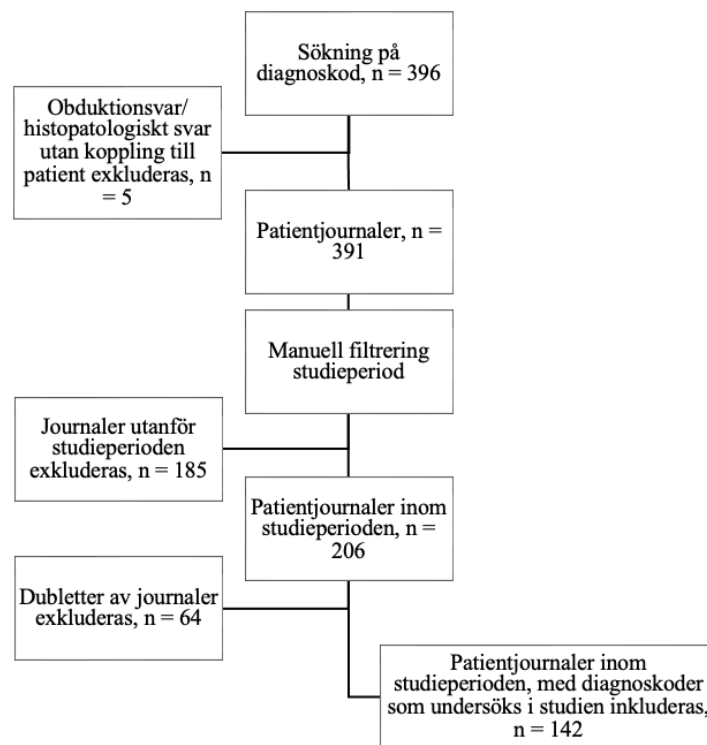 Sökning på
diagnoskod, n = 396
Obduktionsvar/
histopatologiskt svar
utan koppling till
patient exkluderas, n
= 5
Patientjournaler, n =
391
Manuell filtrering
studieperiod
Journaler utanför
studieperioden
exkluderas, n = 185
Patientjournaler inom
studieperioden, n =
206
Dubletter av journaler
exkluderas, n = 64
Patientjournaler inom
studieperioden, med diagnoskoder
som undersöks i studien inkluderas,
n = 142